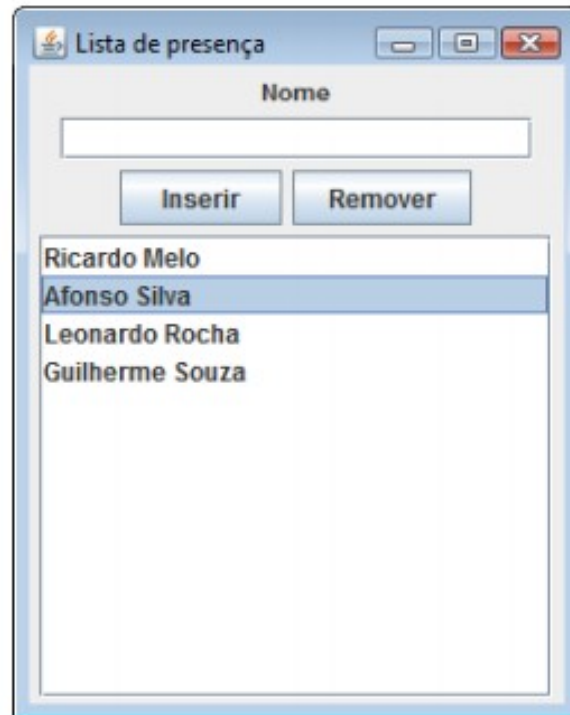 Lista de presença
Nome
Inserir Remover
Ricardo Melo
Afonso Silva
Leonardo Rocha
Guilherme Souza